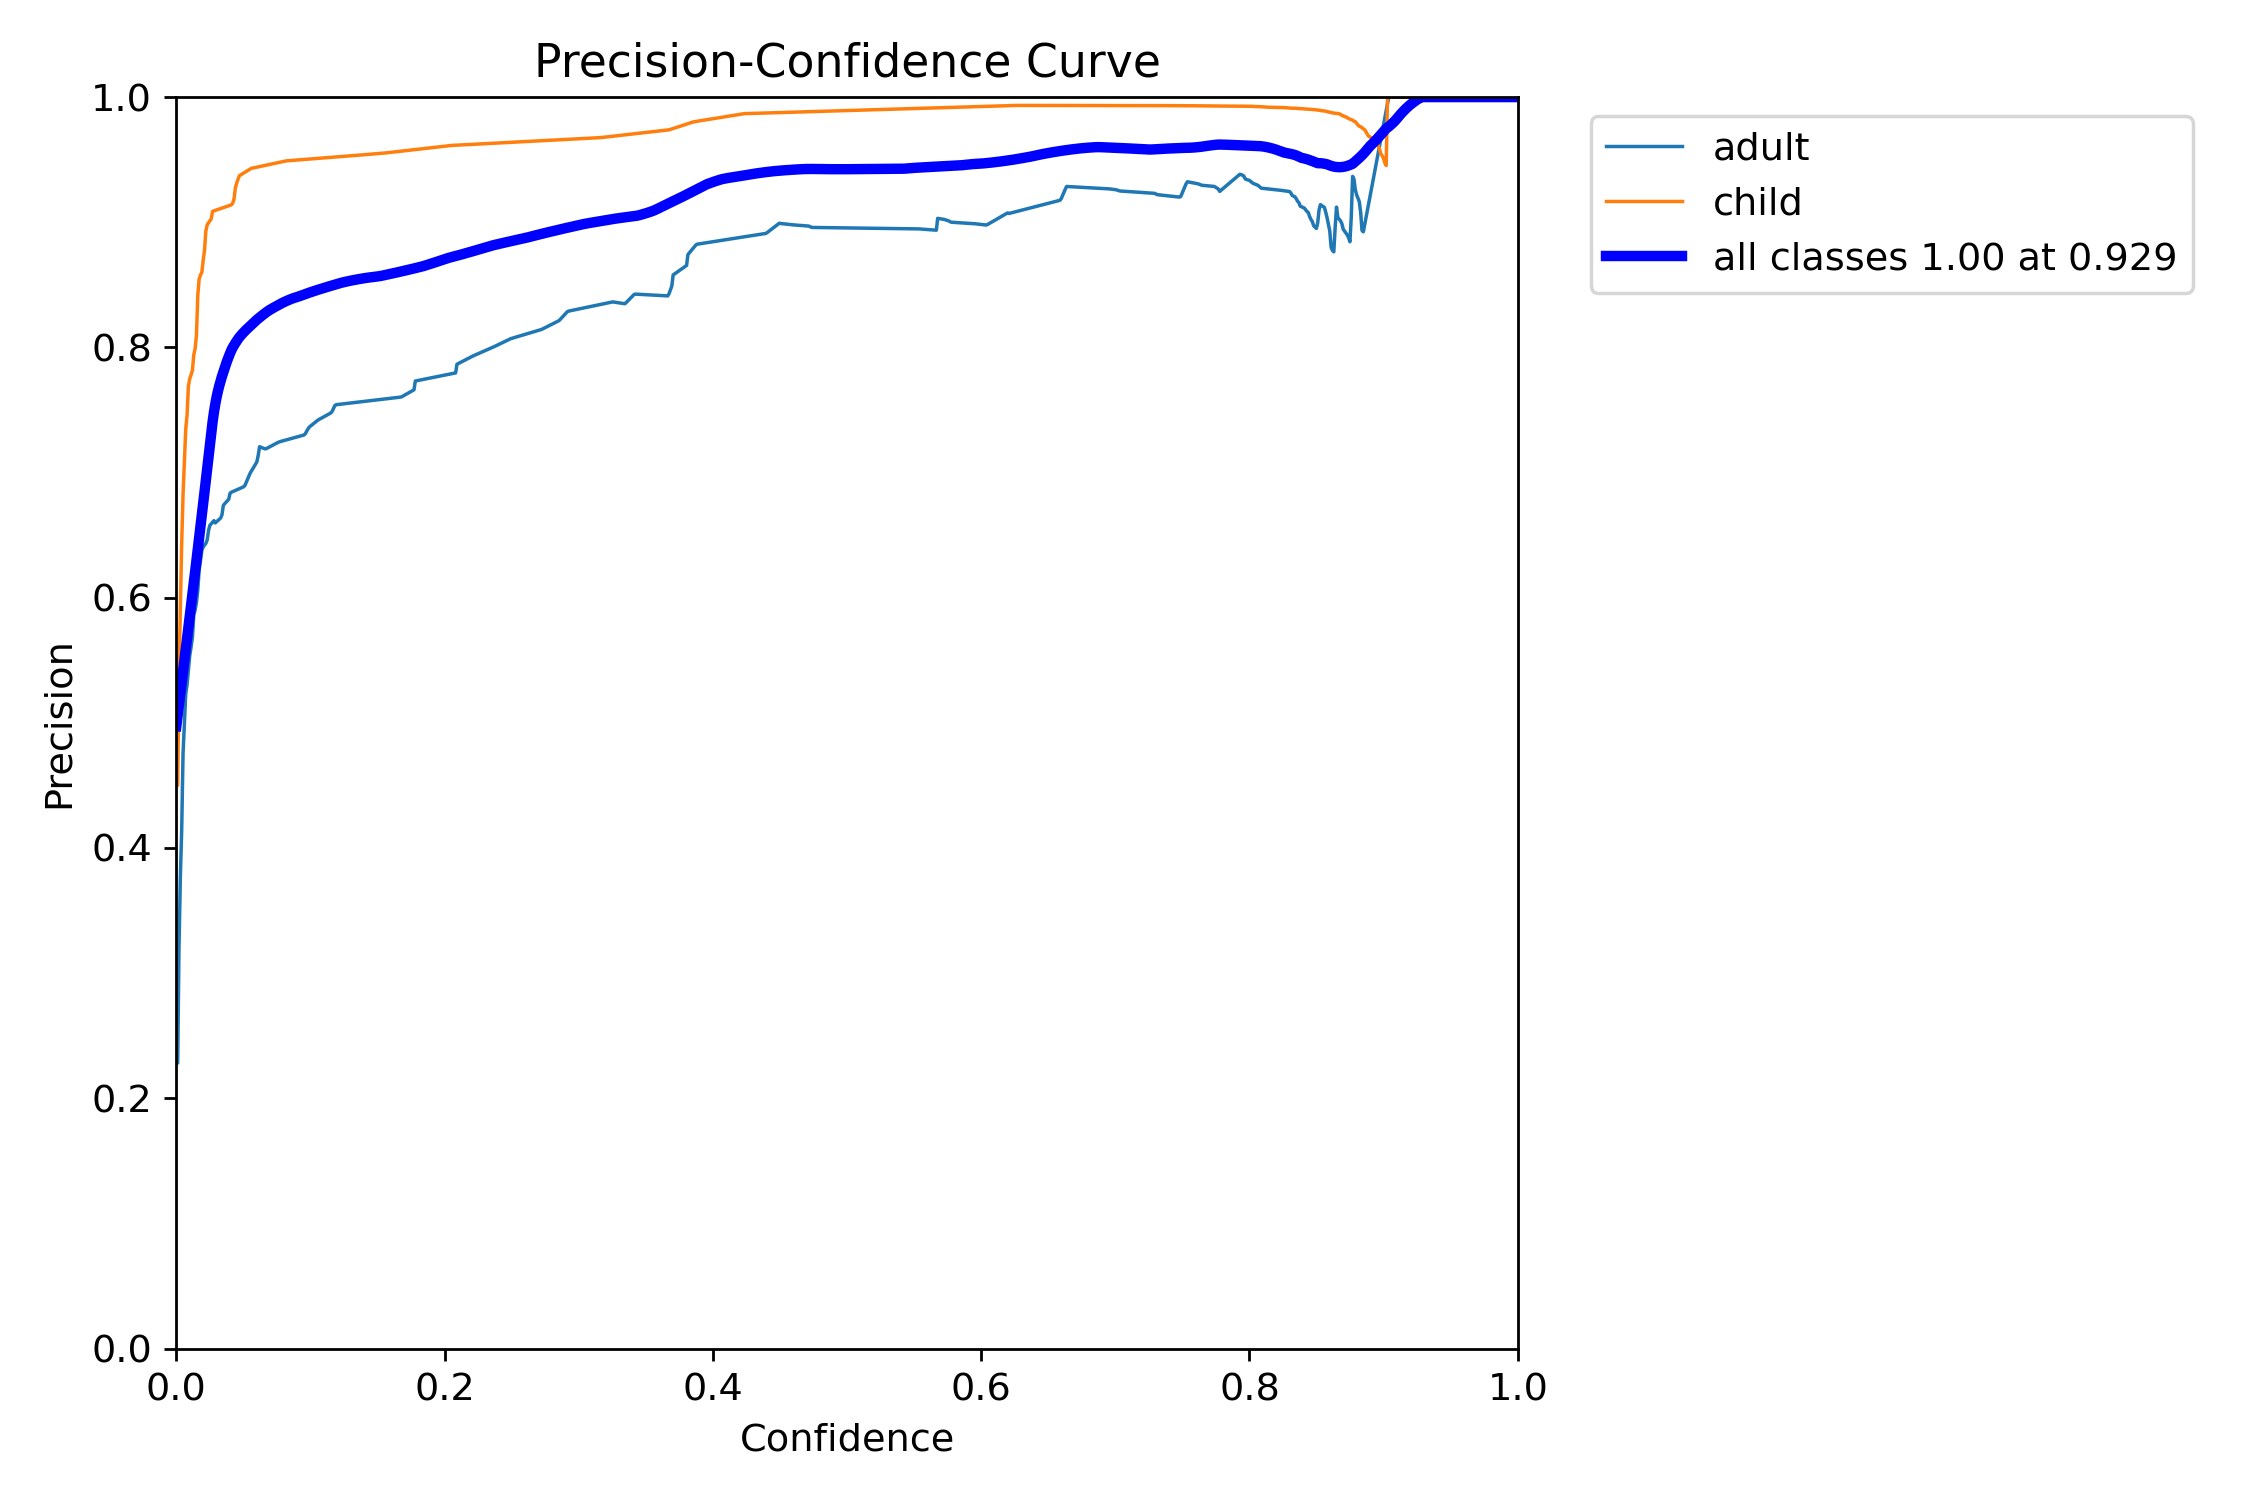 Precision-Confidence Curve
1.0
0.8
0.6
0.4
0.2
0.0
Precision
0.0 0.2 0.4 0.6 0.8 1.0
Confidence
adult
child
all classes 1.00 at 0.929